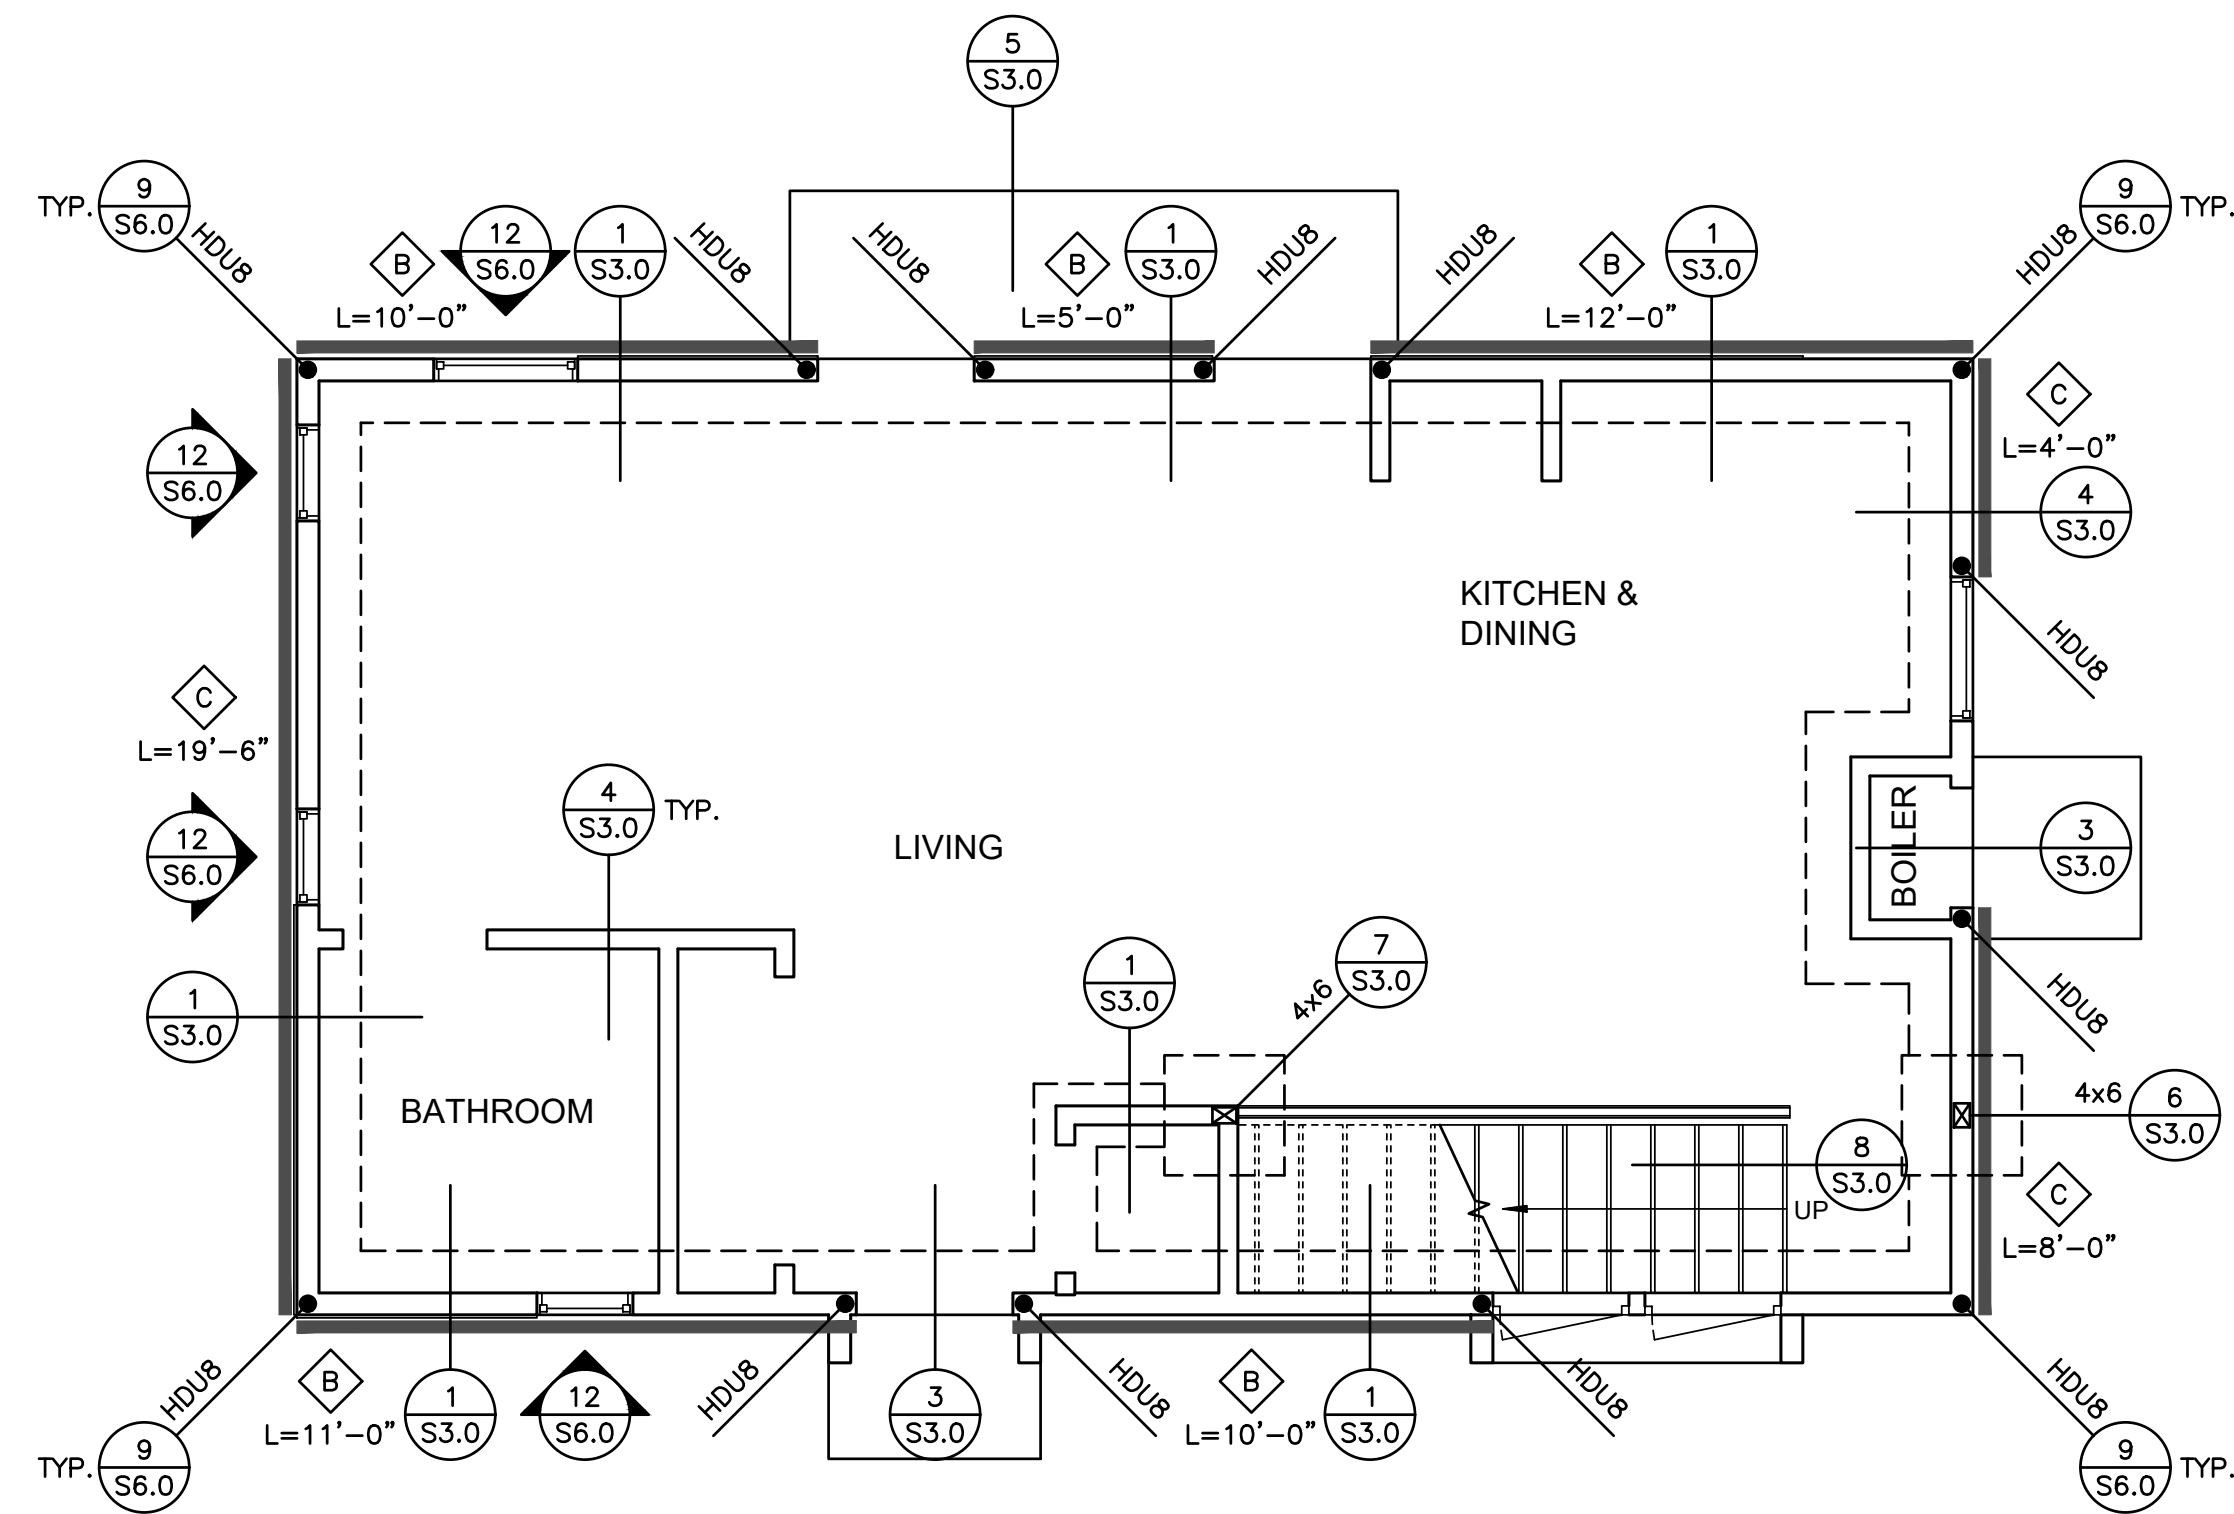 5
S3.0
TYP.
9
S6.0
HDU8
B
L=10'-0"
12
S6.0
1
S3.0
HDU8
HDU8
B
L=5'-0"
1
S3.0
HDU8
HDU8
B
L=12'-0"
1
S3.0
HDU8
9
S6.0
TYP.
12
S6.0
C
L=4'-0"
4
S3.0
KITCHEN &
DINING
HDU8
C
L=19'-6"
4
S3.0
TYP.
LIVING
BOILER
3
S3.0
12
S6.0
1
S3.0
1
S3.0
4x6
7
S3.0
HDU8
BATHROOM
4x6
6
S3.0
8
S3.0
UP
C
L=8'-0"
HDU8
9
S6.0
TYP.
B
L=11'-0"
1
S3.0
12
S6.0
HDU8
3
S3.0
HDU8
B
L=10'-0"
1
S3.0
HDU8
HDU8
9
S6.0
TYP.